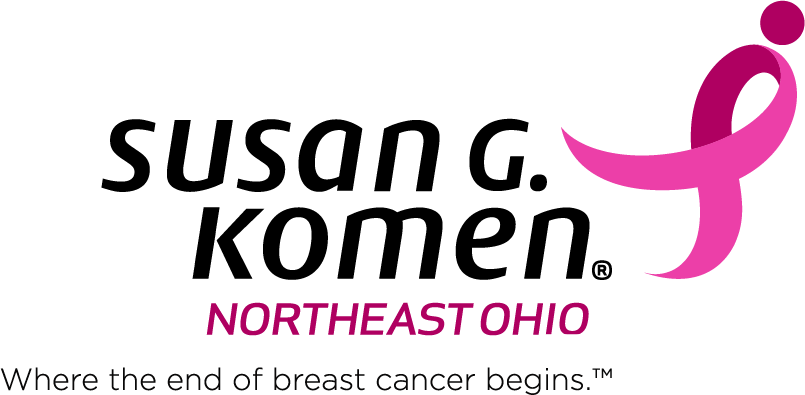 susan G.
komen®
NORTHEAST OHIO
Where the end of breast cancer begins.™